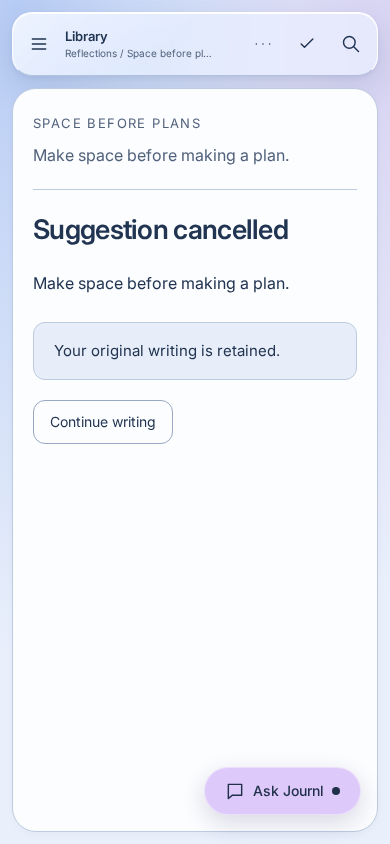 Library
Reflections / Space before pl...
SPACE BEFORE PLANS
Make space before making a plan.
Suggestion cancelled
Make space before making a plan.
Your original writing is retained.
Continue writing
Ask Journl